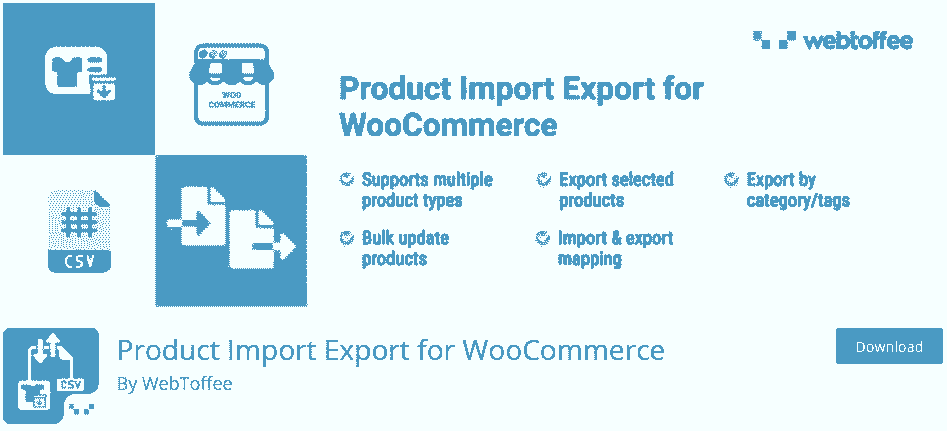 webtoffee
WOO
COMMERCE
Product Import Export for
WooCommerce
Supports multiple
product types
Export selected
products
Export by
category/tags
Bulk update
products
Import & export
mapping
CSV
Product Import Export for WooCommerce
By WebToffee
CSV
Download